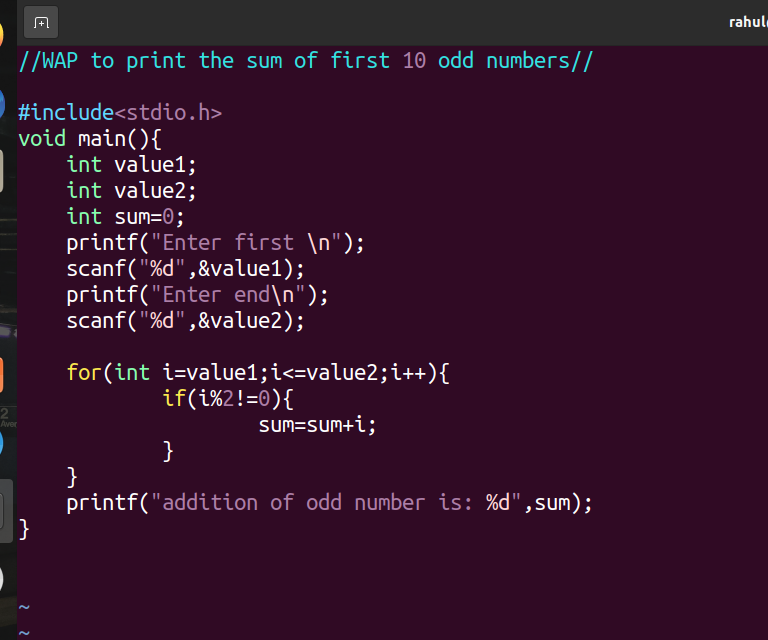 rahul
//WAP to print the sum of first 10 odd numbers//
#include<stdio.h>
void main(){
int value1;
int value2;
int sum=0;
printf("Enter first \n");
scanf("%d",&value1);
printf("Enter end\n");
scanf("%d",&value2);
for(int i=value1;i<=value2;i++){
if(i%2!=0){
sum=sum+i;
}
}
printf("addition of odd number is: %d",sum);
}
~
~